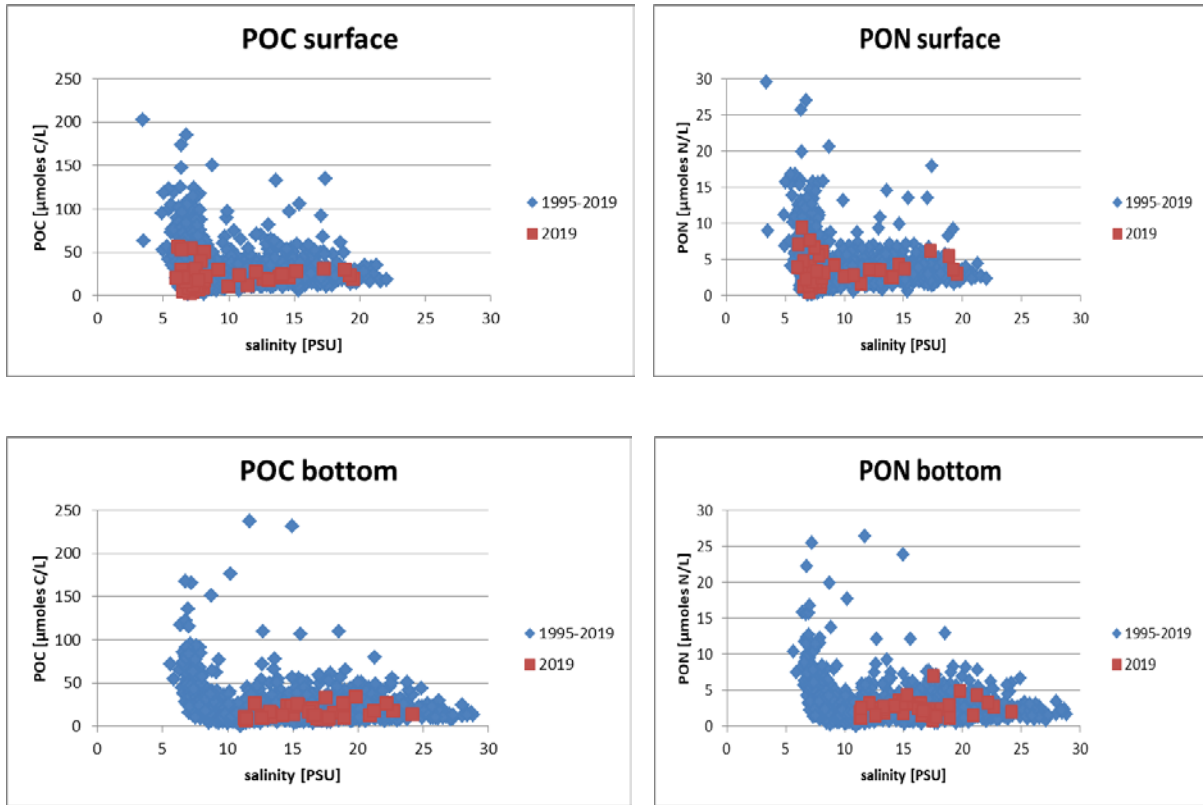 POC surface
250
200
150
100
50
0
POC [µmoles C/L]
0 5 10 15 20 25 30
salinity [PSU]
1995-2019
2019
PON surface
30
25
20
15
10
5
0
PON [µmoles N/L]
0 5 10 15 20 25 30
salinity [PSU]
1995-2019
2019
POC bottom
250
200
150
100
50
0
POC [µmoles C/L]
0 5 10 15 20 25 30
salinity [PSU]
1995-2019
2019
PON bottom
30
25
20
15
10
5
0
PON [µmoles N/L]
0 5 10 15 20 25 30
salinity [PSU]
1995-2019
2019